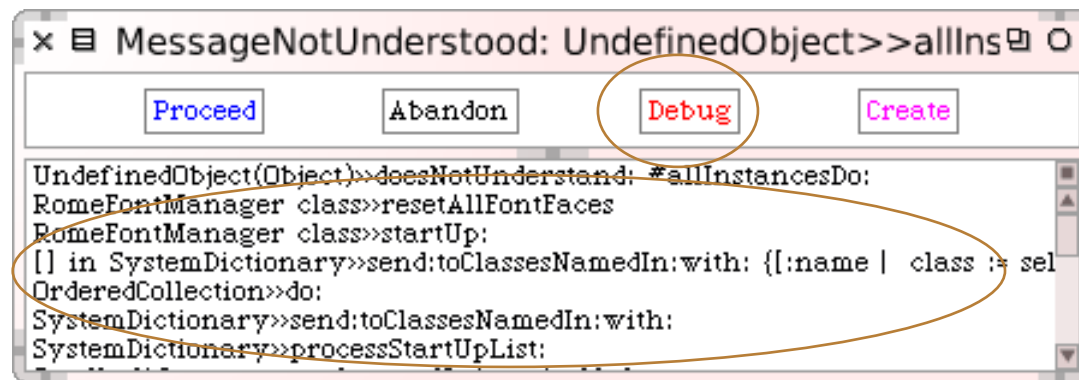 MessageNotUnderstood: UndefinedObject>>allIns
Proceed Abandon Debug Create
UndefinedObject(Object)>>doesNotUnderstand: #allInstancesDo:
RomeFontManager class>>resetAllFontFaces
RomeFontManager class>>startUp:
[] in SystemDictionary>>send:toClassesNamedIn:with: {[:name | class := sel
OrderedCollection>>do:
SystemDictionary>>send:toClassesNamedIn:with:
SystemDictionary>>processStartUpList: